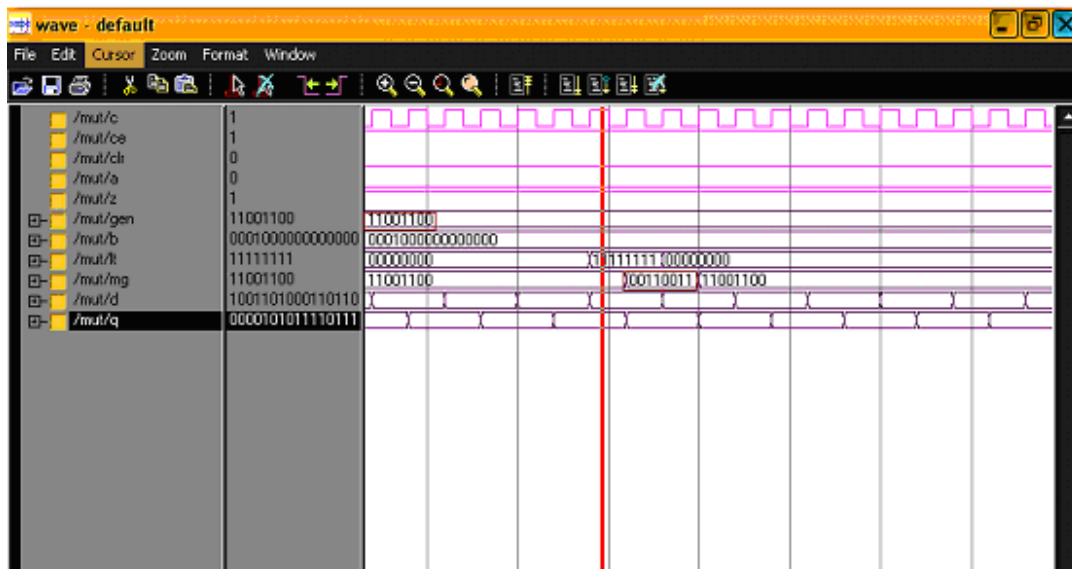 wave - default
File Edit Cursor Zoom Format Window
/mut/c 1
/mut/ce 1
/mut/clr 0
/mut/a 0
/mut/z 1
/mut/gen 11001100 11001100
/mut/b 0001000000000000 0001000000000000
/mut/lt 11111111 00000000 11111111 00000000
/mut/mg 11001100 11001100 00110011 11001100
/mut/d 1001101000110110
/mut/q 0000101011110111